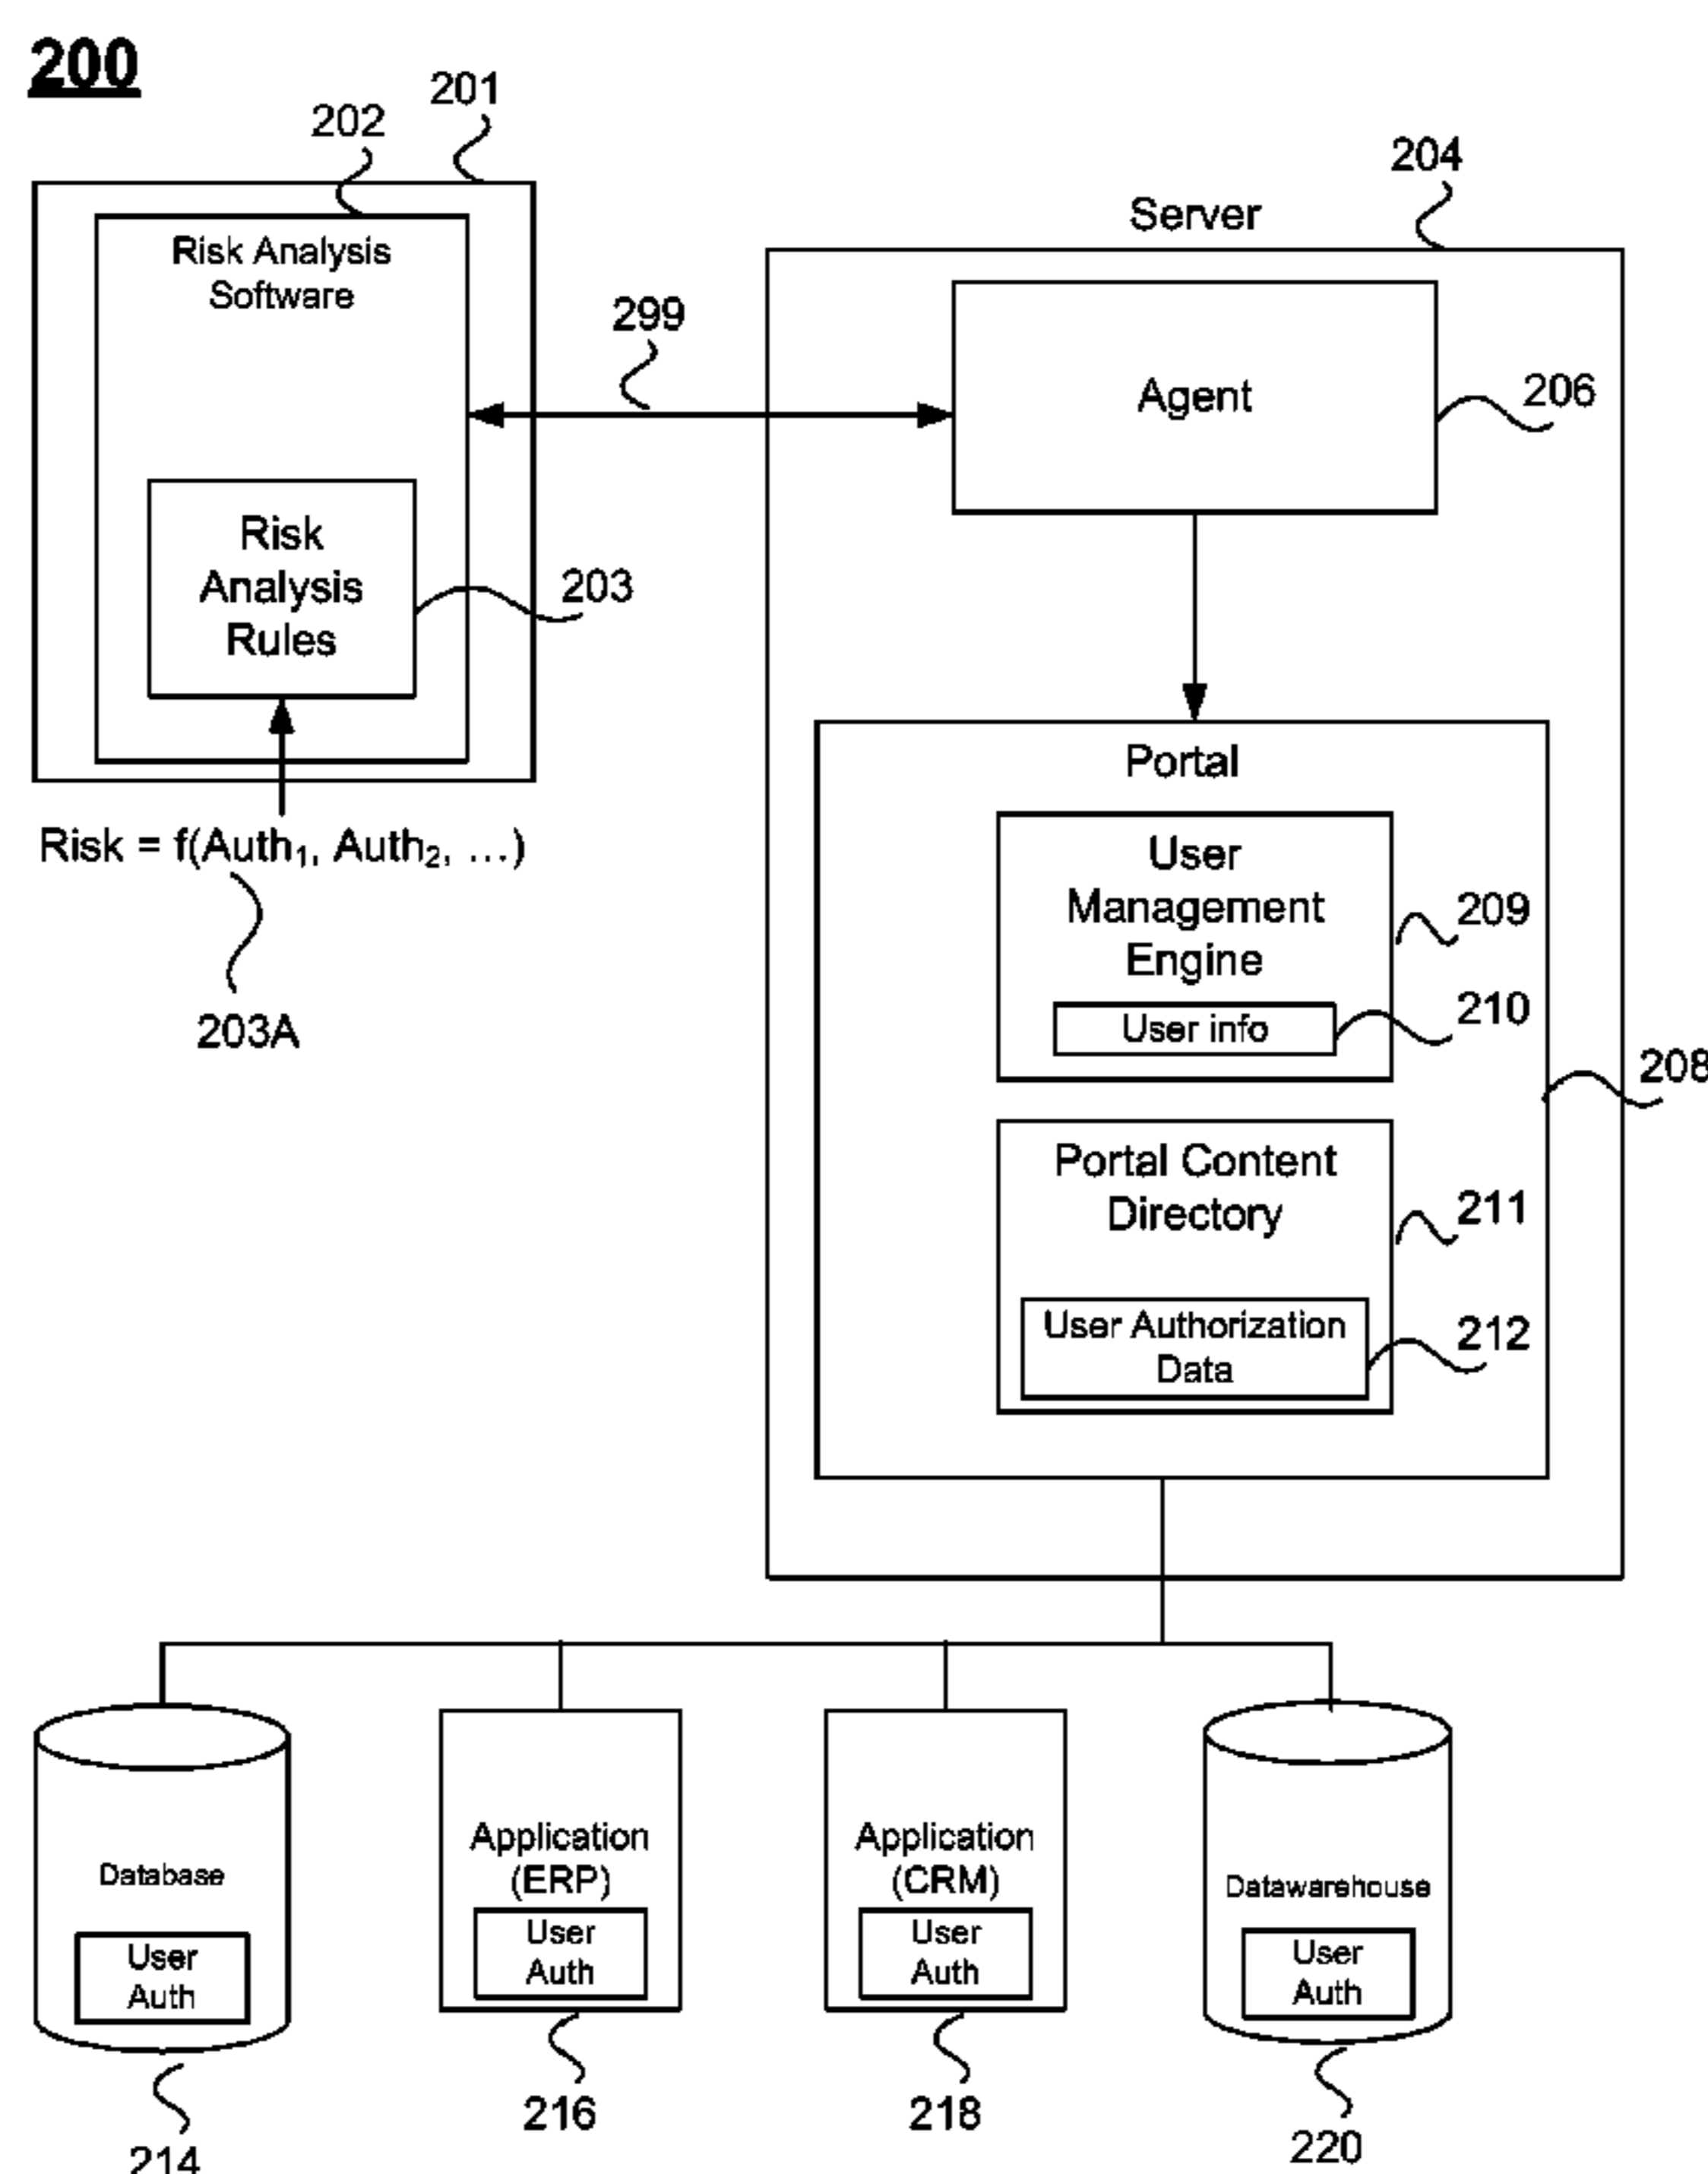 200
201
202
Risk Analysis
Software
Risk
Analysis
Rules
203
Risk = f(Auth₁, Auth₂, ...)
203A
299
Server
204
Agent
206
Portal
User
Management
Engine
209
User info
210
208
Portal Content
Directory
211
User Authorization
Data
212
Database
User
Auth
214
Application
(ERP)
User
Auth
216
Application
(CRM)
User
Auth
218
Datawarehouse
User
Auth
220